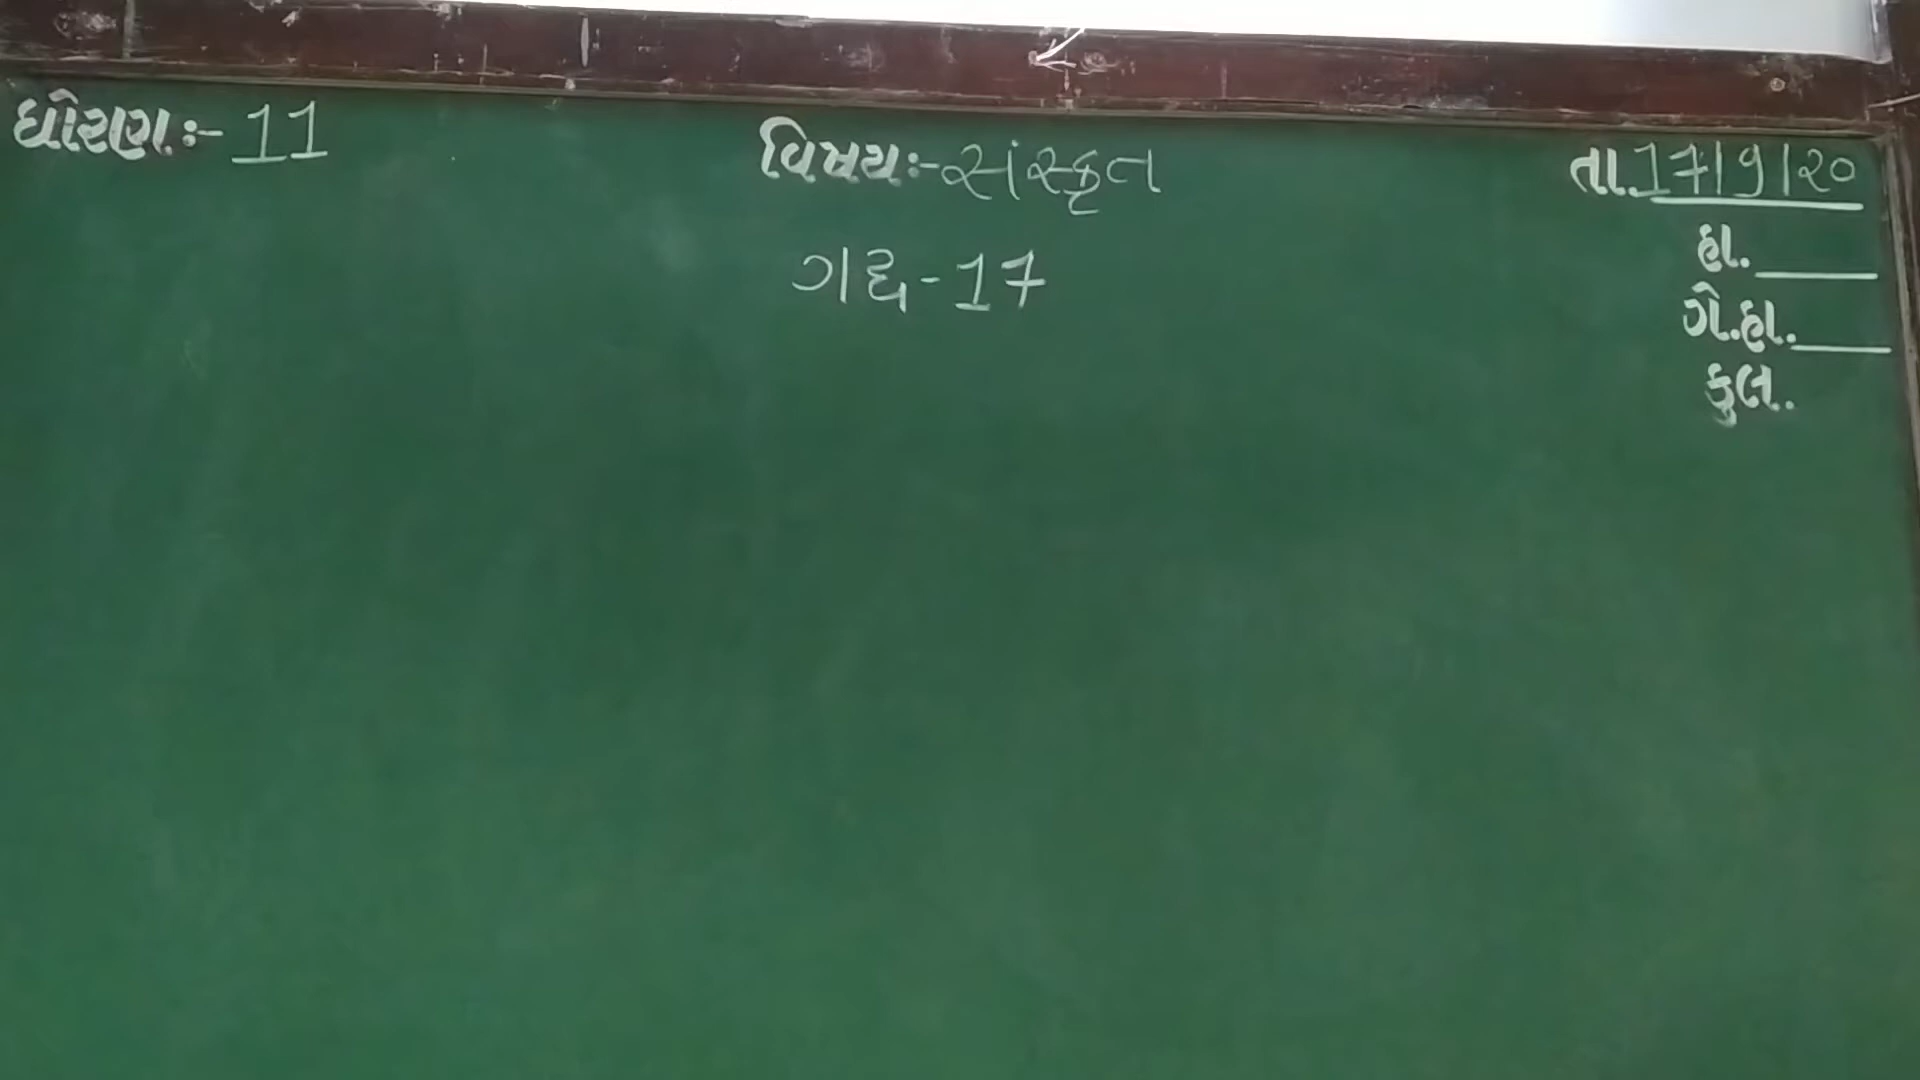 ધોરણ:- 11
વિષય:- સંસ્કૃત
તા. 17/9/20
ગદ્ય-17
હા.____
ગે.હા.____
કુલ..